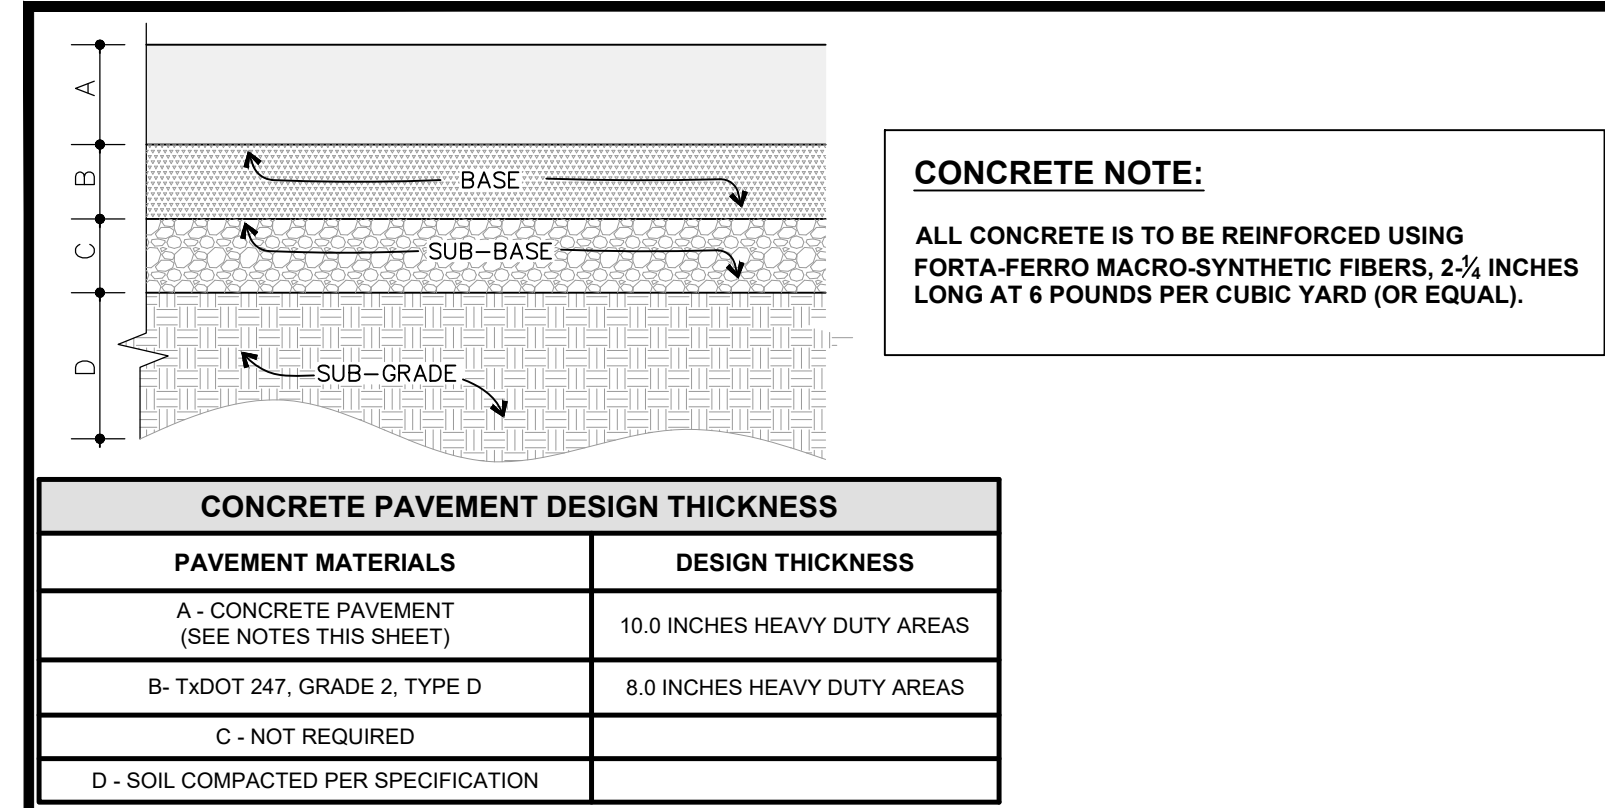 A
B
BASE
C
SUB-BASE
D
SUB-GRADE
CONCRETE NOTE:
ALL CONCRETE IS TO BE REINFORCED USING
FORTA-FERRO MACRO-SYNTHETIC FIBERS, 2-¼ INCHES
LONG AT 6 POUNDS PER CUBIC YARD (OR EQUAL).
CONCRETE PAVEMENT DESIGN THICKNESS
PAVEMENT MATERIALS DESIGN THICKNESS
A - CONCRETE PAVEMENT
(SEE NOTES THIS SHEET)
10.0 INCHES HEAVY DUTY AREAS
B- TxDOT 247, GRADE 2, TYPE D 8.0 INCHES HEAVY DUTY AREAS
C - NOT REQUIRED
D - SOIL COMPACTED PER SPECIFICATION